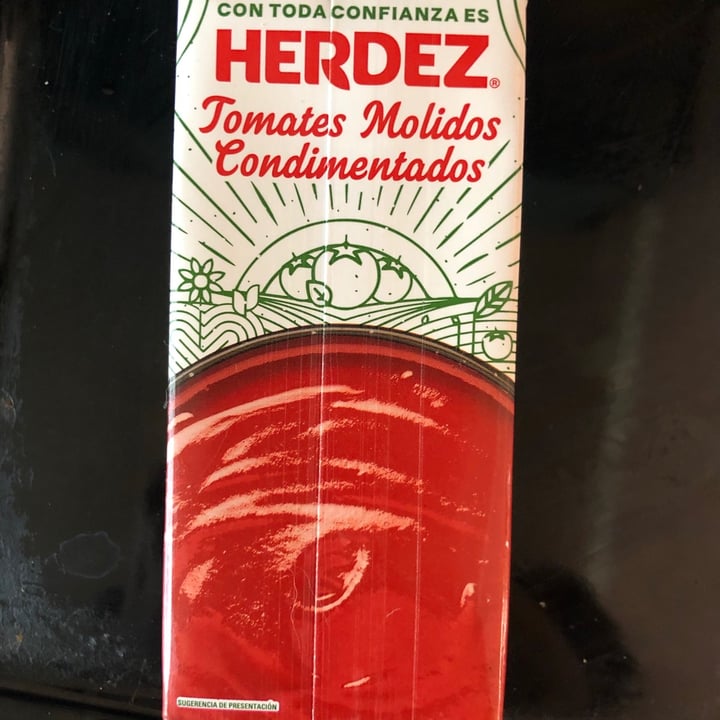 CON TODA CONFIANZA ES
HERDEZ®
Tomates Molidos
Condimentados
SUGERENCIA DE PRESENTACIÓN